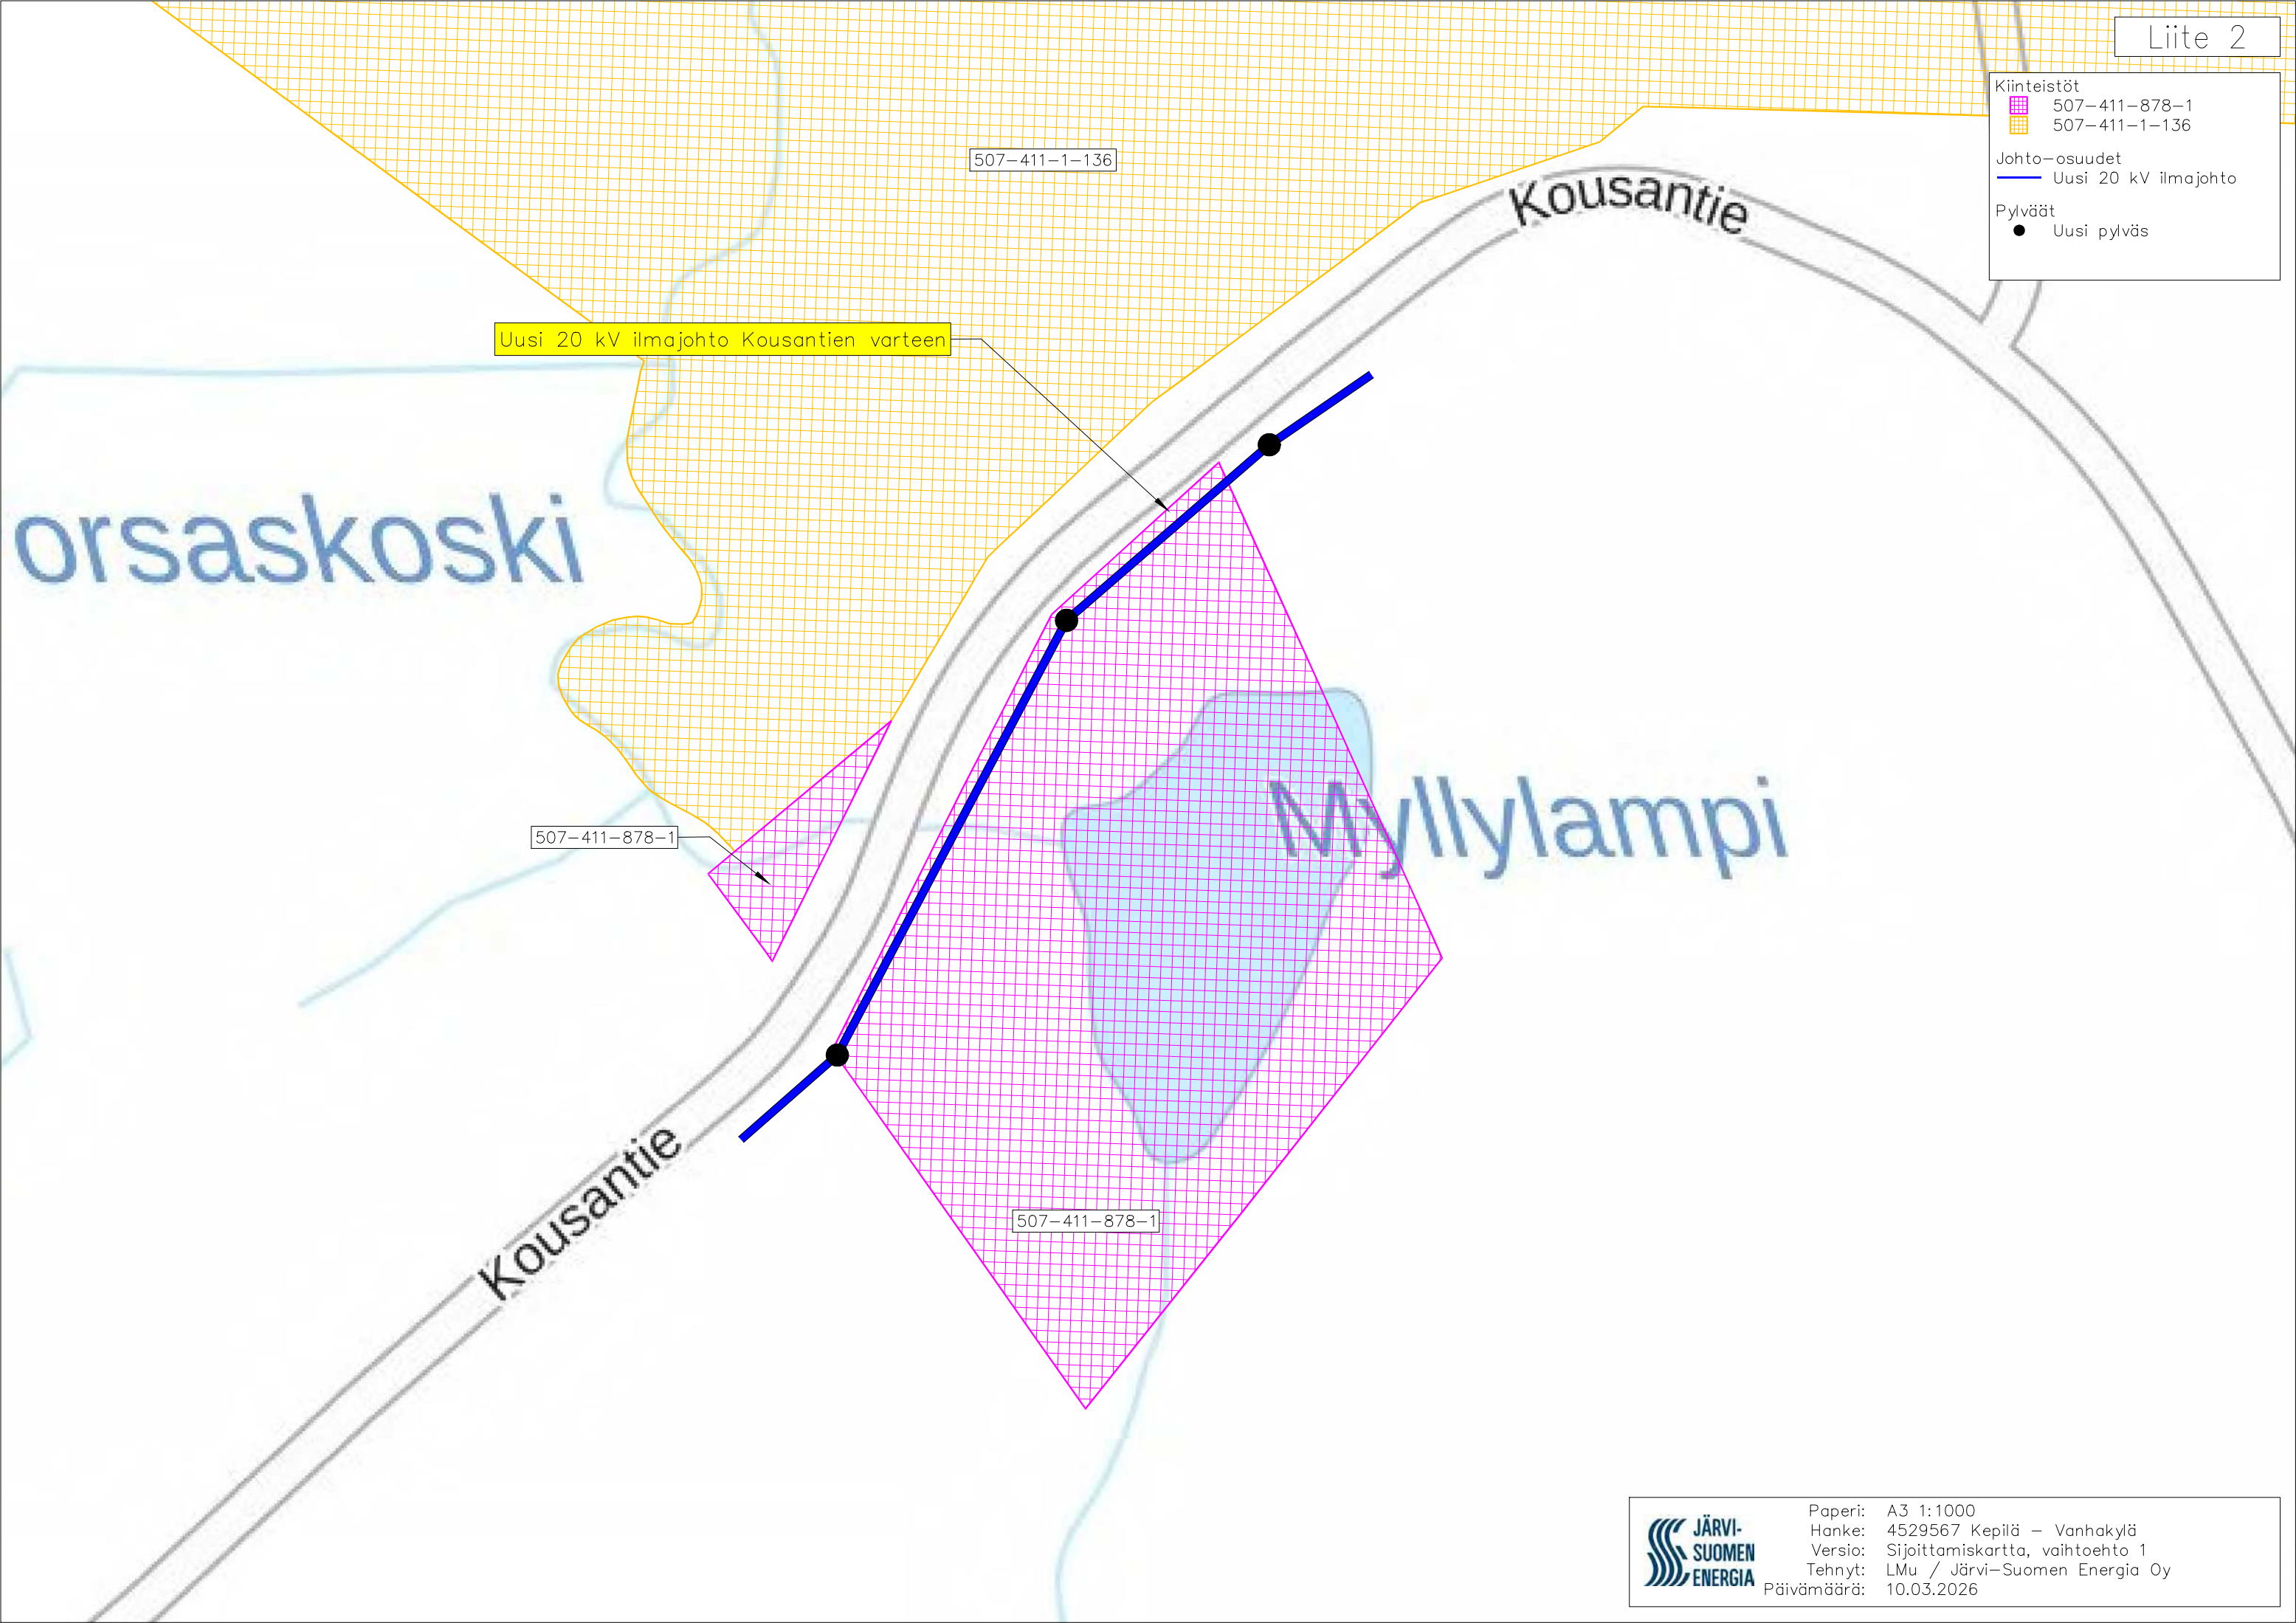 Liite 2
Kiinteistöt
507-411-878-1
507-411-1-136
Johto-osuudet
Uusi 20 kV ilmajohto
Pylväät
Uusi pylväs
507-411-1-136
Kousantie
Uusi 20 kV ilmajohto Kousantien varteen
orsaskoski
Myllylampi
507-411-878-1
Kousantie
507-411-878-1
JÄRVI-
SUOMEN
ENERGIA
Paperi: A3 1:1000
Hanke: 4529567 Kepilä - Vanhakylä
Versio: Sijoittamiskartta, vaihtoehto 1
Tehnyt: LMu / Järvi-Suomen Energia Oy
Päivämäärä: 10.03.2026